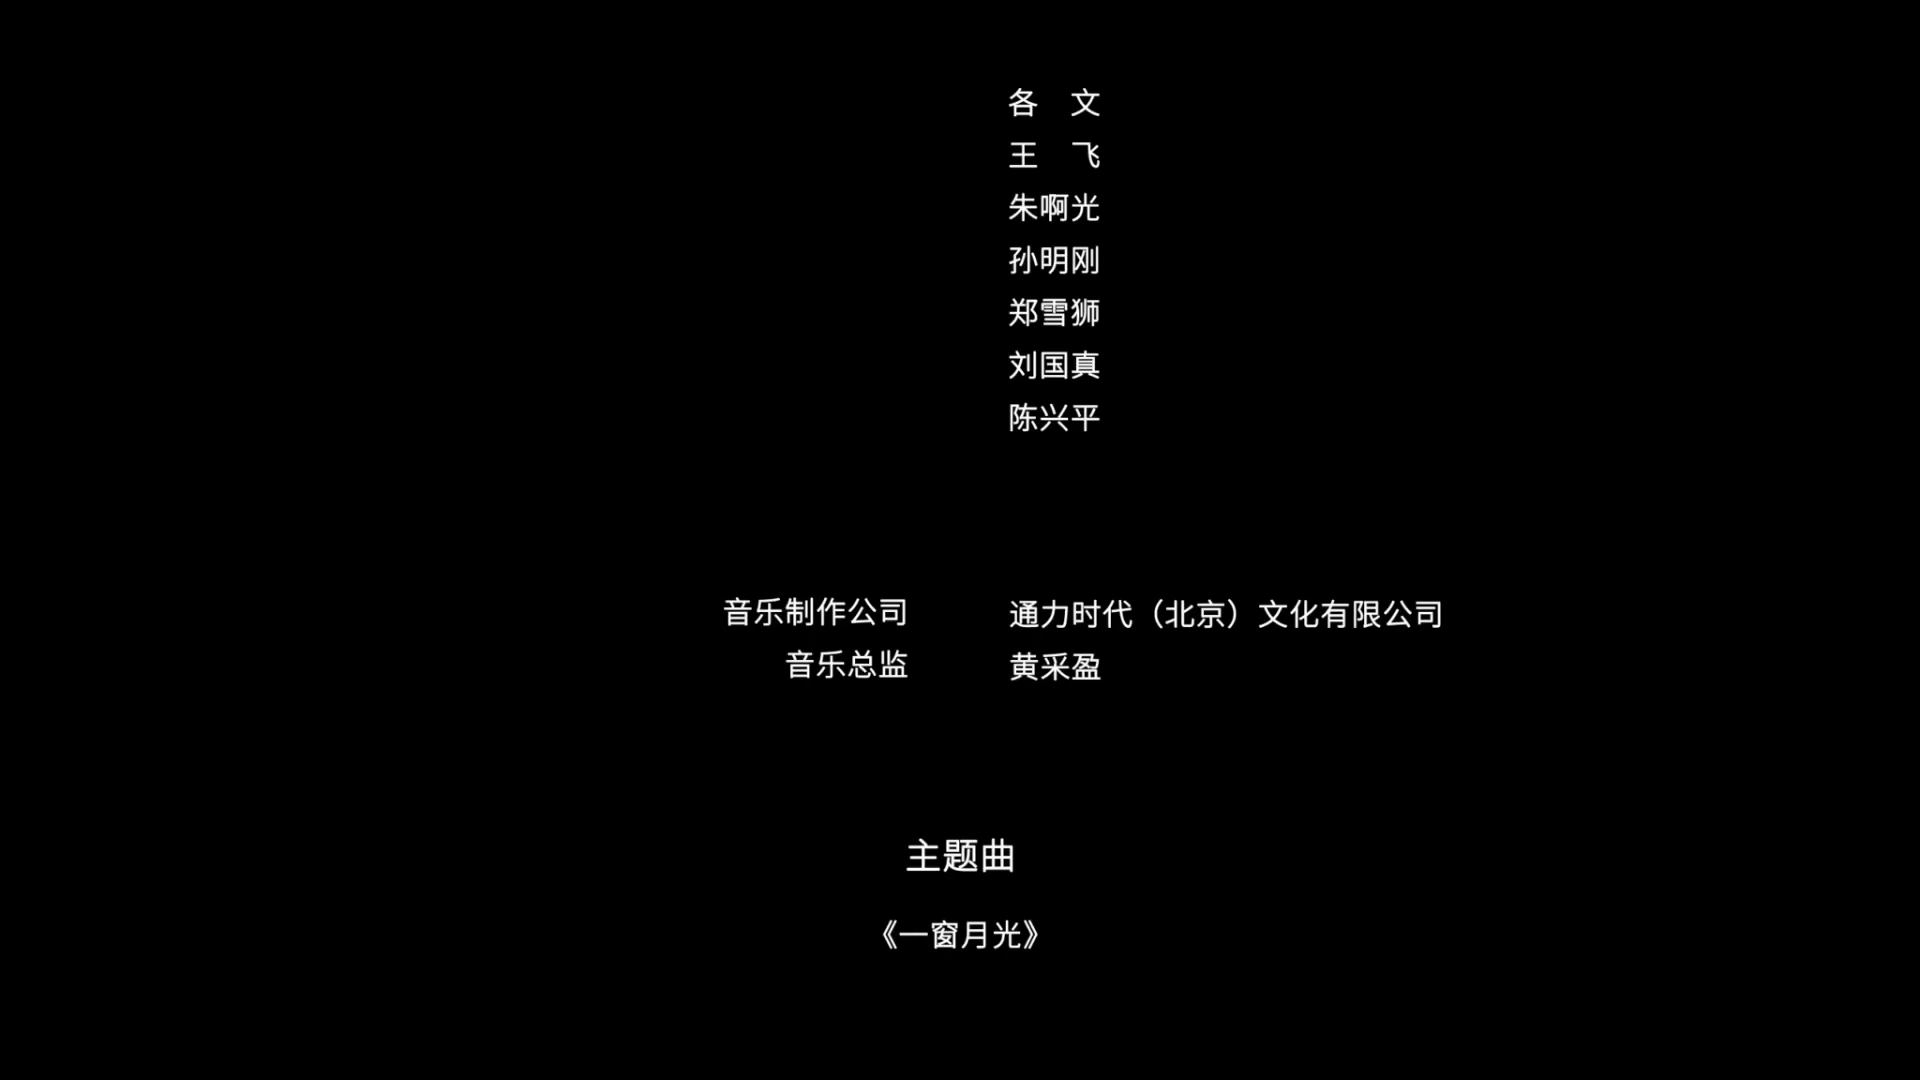 各　文
王　飞
朱啊光
孙明刚
郑雪狮
刘国真
陈兴平
音乐制作公司　通力时代（北京）文化有限公司
音乐总监　黄采盈
主题曲
《一窗月光》